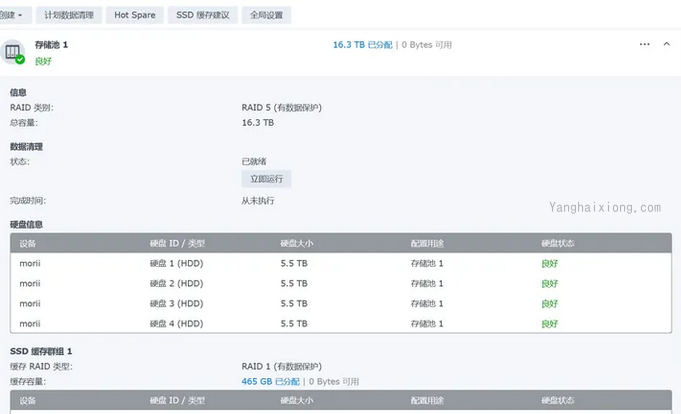 创建 计划数据清理 Hot Spare SSD 缓存建议 全局设置
存储池 1 16.3 TB 已分配 | 0 Bytes 可用
良好
信息
RAID 类别: RAID 5 (有数据保护)
总容量: 16.3 TB
数据清理
状态: 已就绪
立即运行
完成时间: 从未执行
Yanghaixiong.com
硬盘信息
设备 硬盘 ID / 类型 硬盘大小 配置用途 硬盘状态
morii 硬盘 1 (HDD) 5.5 TB 存储池 1 良好
morii 硬盘 2 (HDD) 5.5 TB 存储池 1 良好
morii 硬盘 3 (HDD) 5.5 TB 存储池 1 良好
morii 硬盘 4 (HDD) 5.5 TB 存储池 1 良好
SSD 缓存群组 1
缓存 RAID 类型: RAID 1 (有数据保护)
缓存容量: 465 GB 已分配 | 0 Bytes 可用
设备 硬盘 ID / 类型 硬盘大小 配置用途 硬盘状态